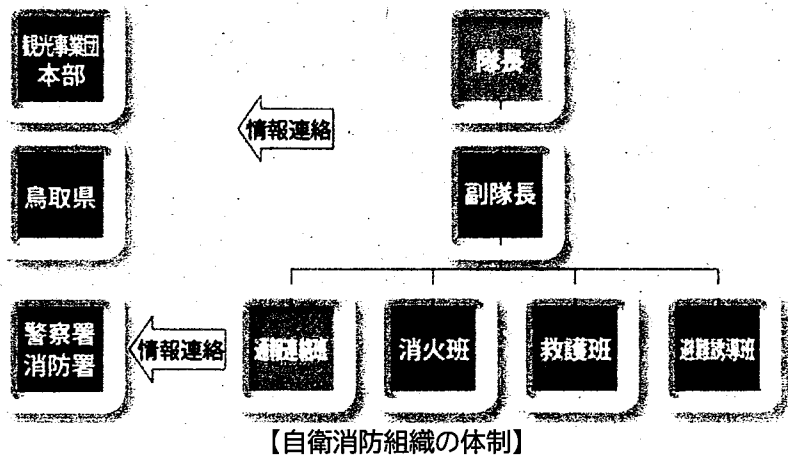 観光事業団
本部
隊長
情報連絡
鳥取県
副隊長
警察署
消防署
情報連絡
通報連絡班
消火班
救護班
避難誘導班
【自衛消防組織の体制】